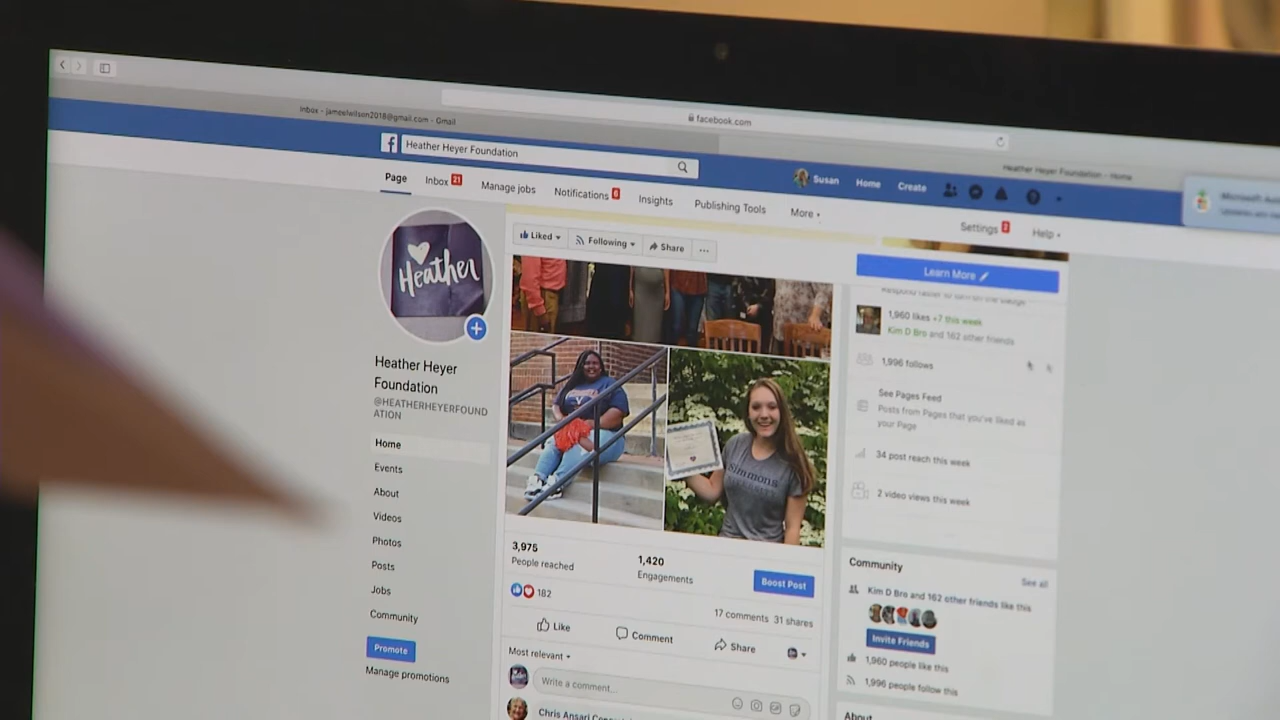 Inbox - jameelwilson2018@gmail.com - Gmail
facebook.com
Heather Heyer Foundation - Home
Heather Heyer Foundation
Susan
Home
Create
Page
Inbox 21
Manage jobs
Notifications 6
Insights
Publishing Tools
More
Settings 2
Help
Liked
Following
Share
...
Learn More
Heather
Heather Heyer
Foundation
@HEATHERHEYERFOUND
ATION
Home
Events
About
Videos
Photos
Posts
Jobs
Community
Promote
Manage promotions
Simmons
3,975
People reached
1,420
Engagements
Boost Post
182
17 comments 31 shares
Like
Comment
Share
Most relevant
Write a comment...
Chris Ansari
1,960 likes +7 this week
Kim D Bro and 162 other friends
1,996 follows
See Pages Feed
Posts from Pages that you've liked as
your Page
34 post reach this week
2 video views this week
Community
See all
Kim D Bro and 162 other friends like this
Invite Friends
1,960 people like this
1,996 people follow this
About